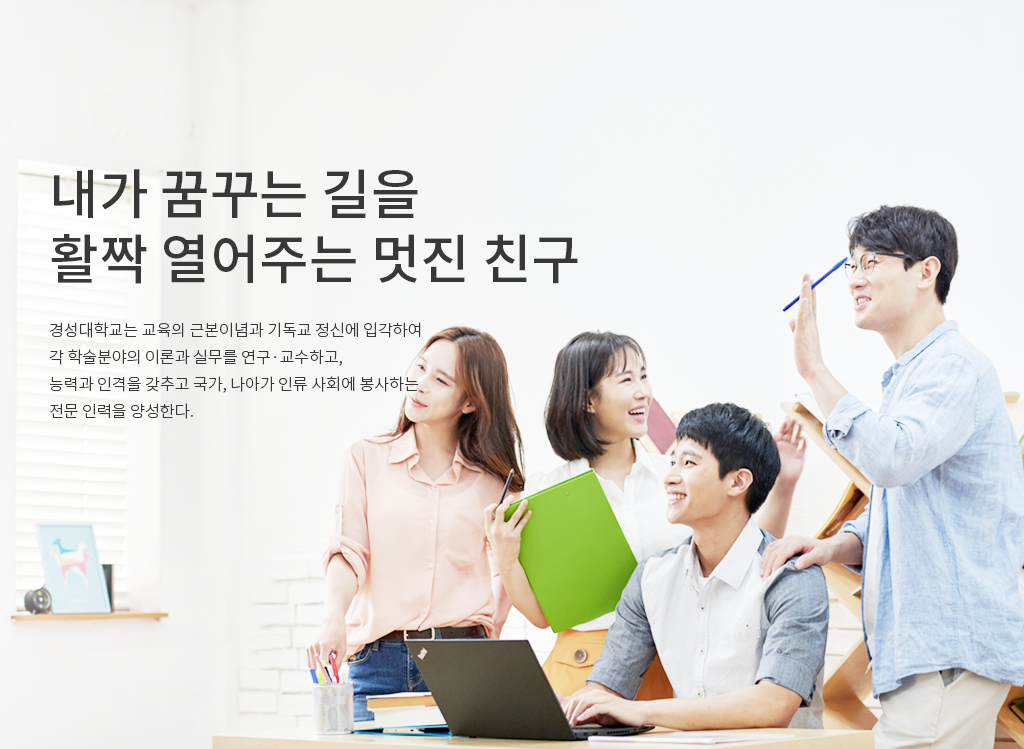 내가 꿈꾸는 길을
활짝 열어주는 멋진 친구
경성대학교는 교육의 근본이념과 기독교 정신에 입각하여
각 학술분야의 이론과 실무를 연구·교수하고,
능력과 인격을 갖추고 국가, 나아가 인류 사회에 봉사하는
전문 인력을 양성한다.